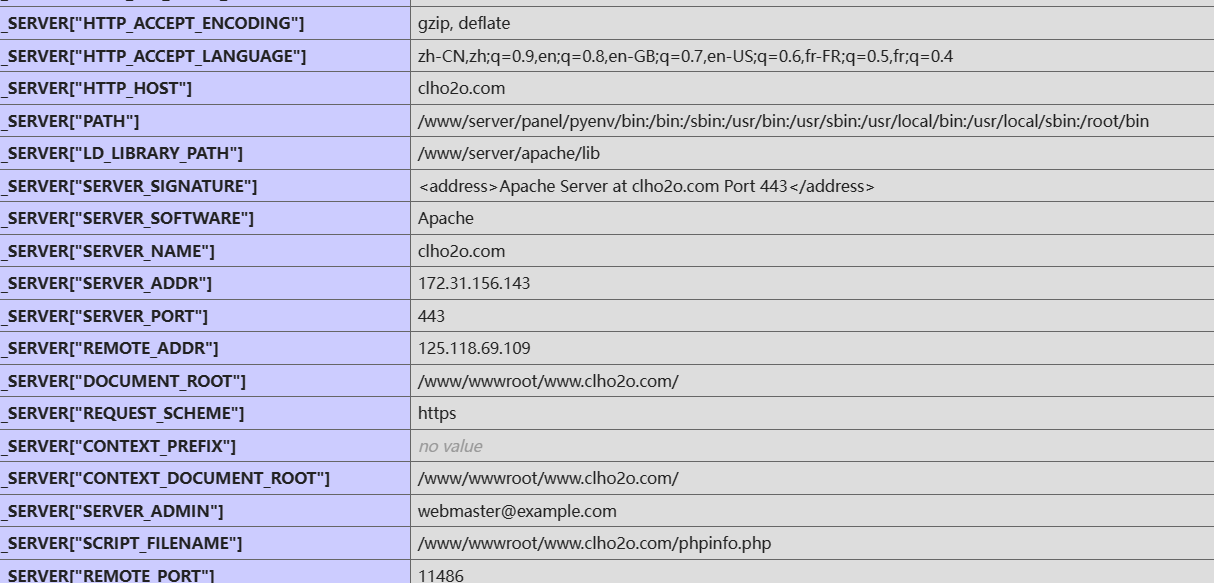 _SERVER["HTTP_ACCEPT_ENCODING"] gzip, deflate
_SERVER["HTTP_ACCEPT_LANGUAGE"] zh-CN,zh;q=0.9,en;q=0.8,en-GB;q=0.7,en-US;q=0.6,fr-FR;q=0.5,fr;q=0.4
_SERVER["HTTP_HOST"] clho2o.com
_SERVER["PATH"] /www/server/panel/pyenv/bin:/bin:/sbin:/usr/bin:/usr/sbin:/usr/local/bin:/usr/local/sbin:/root/bin
_SERVER["LD_LIBRARY_PATH"] /www/server/apache/lib
_SERVER["SERVER_SIGNATURE"] <address>Apache Server at clho2o.com Port 443</address>
_SERVER["SERVER_SOFTWARE"] Apache
_SERVER["SERVER_NAME"] clho2o.com
_SERVER["SERVER_ADDR"] 172.31.156.143
_SERVER["SERVER_PORT"] 443
_SERVER["REMOTE_ADDR"] 125.118.69.109
_SERVER["DOCUMENT_ROOT"] /www/wwwroot/www.clho2o.com/
_SERVER["REQUEST_SCHEME"] https
_SERVER["CONTEXT_PREFIX"] no value
_SERVER["CONTEXT_DOCUMENT_ROOT"] /www/wwwroot/www.clho2o.com/
_SERVER["SERVER_ADMIN"] webmaster@example.com
_SERVER["SCRIPT_FILENAME"] /www/wwwroot/www.clho2o.com/phpinfo.php
_SERVER["REMOTE_PORT"] 11486